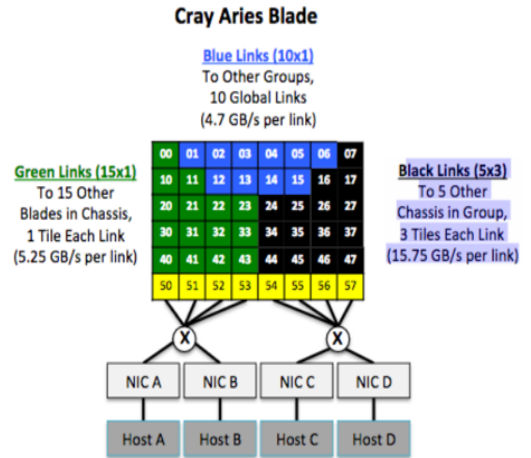 Cray Aries Blade
Blue Links (10x1)
To Other Groups,
10 Global Links
(4.7 GB/s per link)
Green Links (15x1)
To 15 Other
Blades in Chassis,
1 Tile Each Link
(5.25 GB/s per link)
00 01 02 03 04 05 06 07
10 11 12 13 14 15 16 17
20 21 22 23 24 25 26 27
30 31 32 33 34 35 36 37
40 41 42 43 44 45 46 47
50 51 52 53 54 55 56 57
Black Links (5x3)
To 5 Other
Chassis in Group,
3 Tiles Each Link
(15.75 GB/s per link)
X X
NIC A NIC B NIC C NIC D
Host A Host B Host C Host D